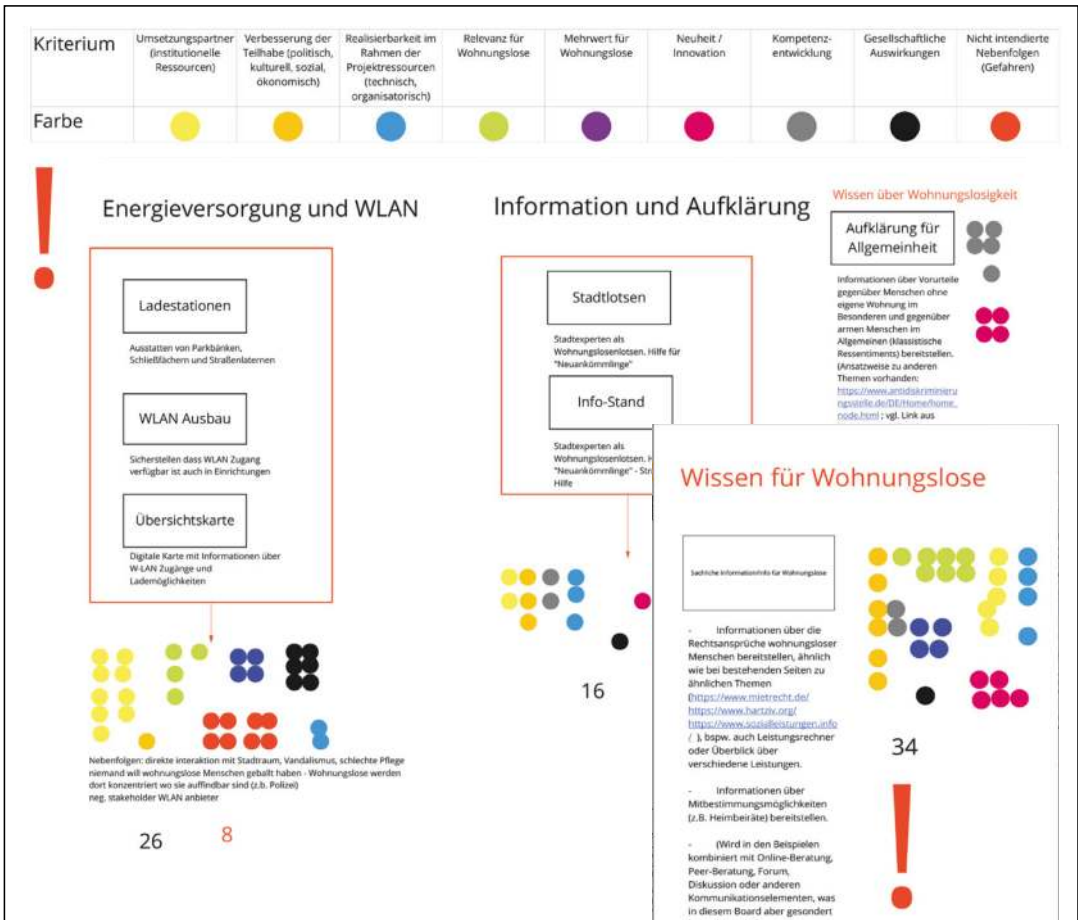 Kriterium
Umsetzungspartner
(institutionelle
Ressourcen)
Verbesserung der
Teilhabe (politisch,
kulturell, sozial,
ökonomisch)
Realisierbarkeit im
Rahmen der
Projektressourcen
(technisch,
organisatorisch)
Relevanz für
Wohnungslose
Mehrwert für
Wohnungslose
Neuheit /
Innovation
Kompetenz-
entwicklung
Gesellschaftliche
Auswirkungen
Nicht intendierte
Nebenfolgen
(Gefahren)
Farbe
!
Energieversorgung und WLAN
Ladestationen
Ausstatten von Parkbänken,
Schließfächern und Straßenlaternen
WLAN Ausbau
Sicherstellen dass WLAN Zugang
verfügbar ist auch in Einrichtungen
Übersichtskarte
Digitale Karte mit Informationen über
W-LAN Zugänge und
Lademöglichkeiten
Nebenfolgen: direkte interaktion mit Stadtraum, Vandalismus, schlechte Pflege
niemand will wohnungslose Menschen geballt haben - Wohnungslose werden
dort konzentriert wo sie auffindbar sind (z.b. Polizei)
neg. stakeholder WLAN anbieter
26
8
Information und Aufklärung
Stadtlotsen
Stadtexperten als
Wohnungslosenlotsen. Hilfe für
"Neuankömmlinge"
Info-Stand
Stadtexperten als
Wohnungslosenlotsen. H
"Neuankömmlinge" - Str
Hilfe
16
Wissen über Wohnungslosigkeit
Aufklärung für
Allgemeinheit
Informationen über Vorurteile
gegenüber Menschen ohne
eigene Wohnung im
Besonderen und gegenüber
armen Menschen im
Allgemeinen (klassistische
Ressentiments) bereitstellen.
(Ansatzweise zu anderen
Themen vorhanden:
https://www.antidiskriminieru
ngsstelle.de/DE/Home/home_
node.html ; vgl. Link aus
Wissen für Wohnungslose
Sachliche Information/Info für Wohnungslose
- Informationen über die
Rechtsansprüche wohnungsloser
Menschen bereitstellen, ähnlich
wie bei bestehenden Seiten zu
ähnlichen Themen
(https://www.mietrecht.de/
https://www.hartziv.org/
https://www.sozialleistungen.info
/ ), bspw. auch Leistungsrechner
oder Überblick über
verschiedene Leistungen.
- Informationen über
Mitbestimmungsmöglichkeiten
(z.B. Heimbeiräte) bereitstellen.
- (Wird in den Beispielen
kombiniert mit Online-Beratung,
Peer-Beratung, Forum,
Diskussion oder anderen
Kommunikationselementen, was
in diesem Board aber gesondert
34
!